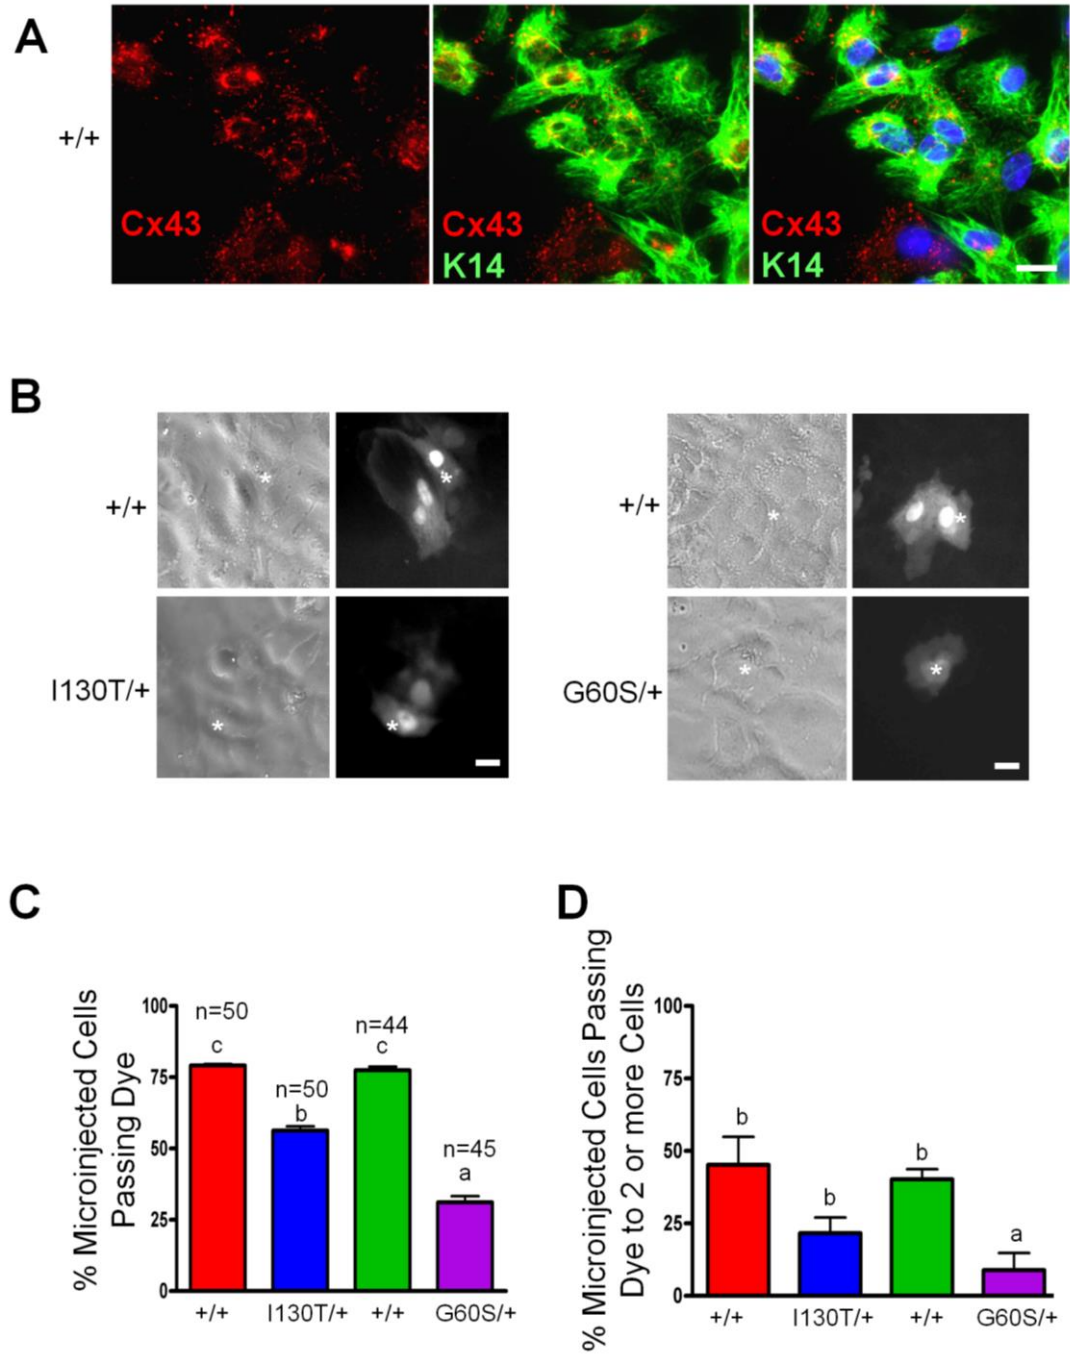 A
+/+
Cx43
Cx43
K14
Cx43
K14
B
+/+
*
*
+/+
*
*
I130T/+
*
*
G60S/+
*
*
C
% Microinjected Cells
Passing Dye
100
75
50
25
0
n=50
c
n=50
b
n=44
c
n=45
a
+/+
I130T/+
+/+
G60S/+
D
% Microinjected Cells Passing
Dye to 2 or more Cells
100
75
50
25
0
b
b
b
a
+/+
I130T/+
+/+
G60S/+